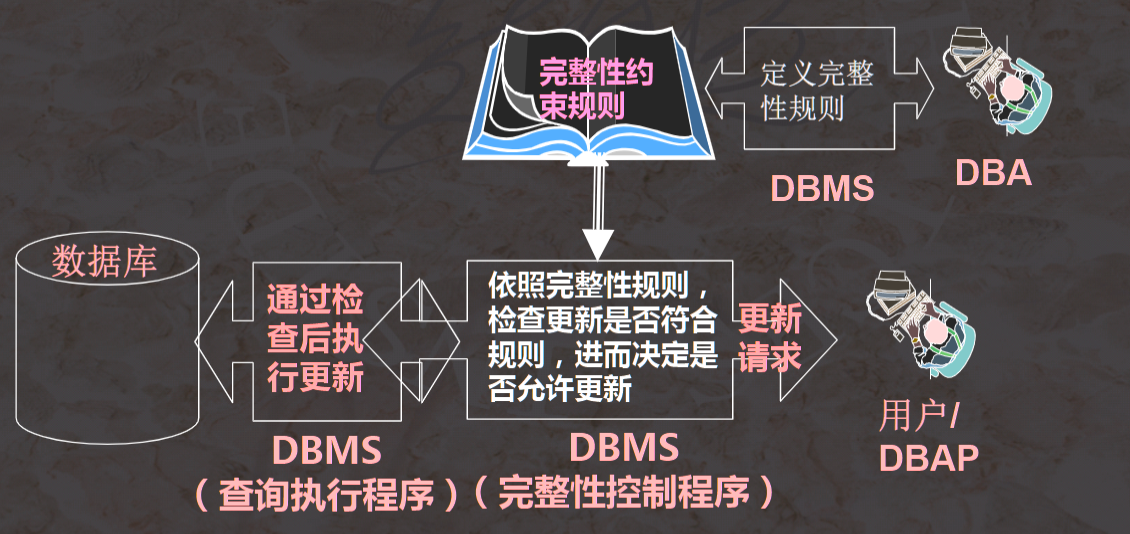 完整性约
束规则
定义完整
性规则
DBMS
DBA
数据库
通过检
查后执
行更新
依照完整性规则，
检查更新是否符合
规则，进而决定是
否允许更新
更新
请求
DBMS
（查询执行程序）
DBMS
（完整性控制程序）
用户/
DBAP